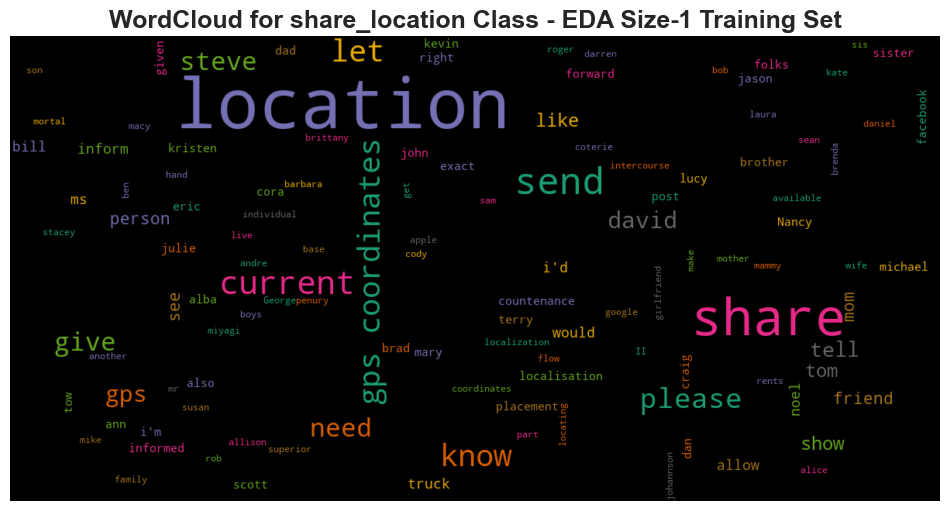 WordCloud for share_location Class - EDA Size-1 Training Set
given dad let kevin right roger darren sis sister
son steve forward folks jason bob kate
location
mortal macy brittany like laura daniel facebook
bill inform kristen john coterie intercourse sean brenda
exact brother
hand ben barbara cora get send lucy available
ms person eric individual sam post
stacey julie live base apple cody david Nancy
gps coordinates
andre i'd make mother mammy wife michael
current see alba George penury countenance girlfriend
boys terry google share mom
miyagi would
give another brad mary localization flow II tell
localisation tom
tow gps mr also coordinates craig rents
susan placement please noel friend
ann i'm need locating
mike informed allison superior part show
rob know dan
family scott truck johannson allow alice